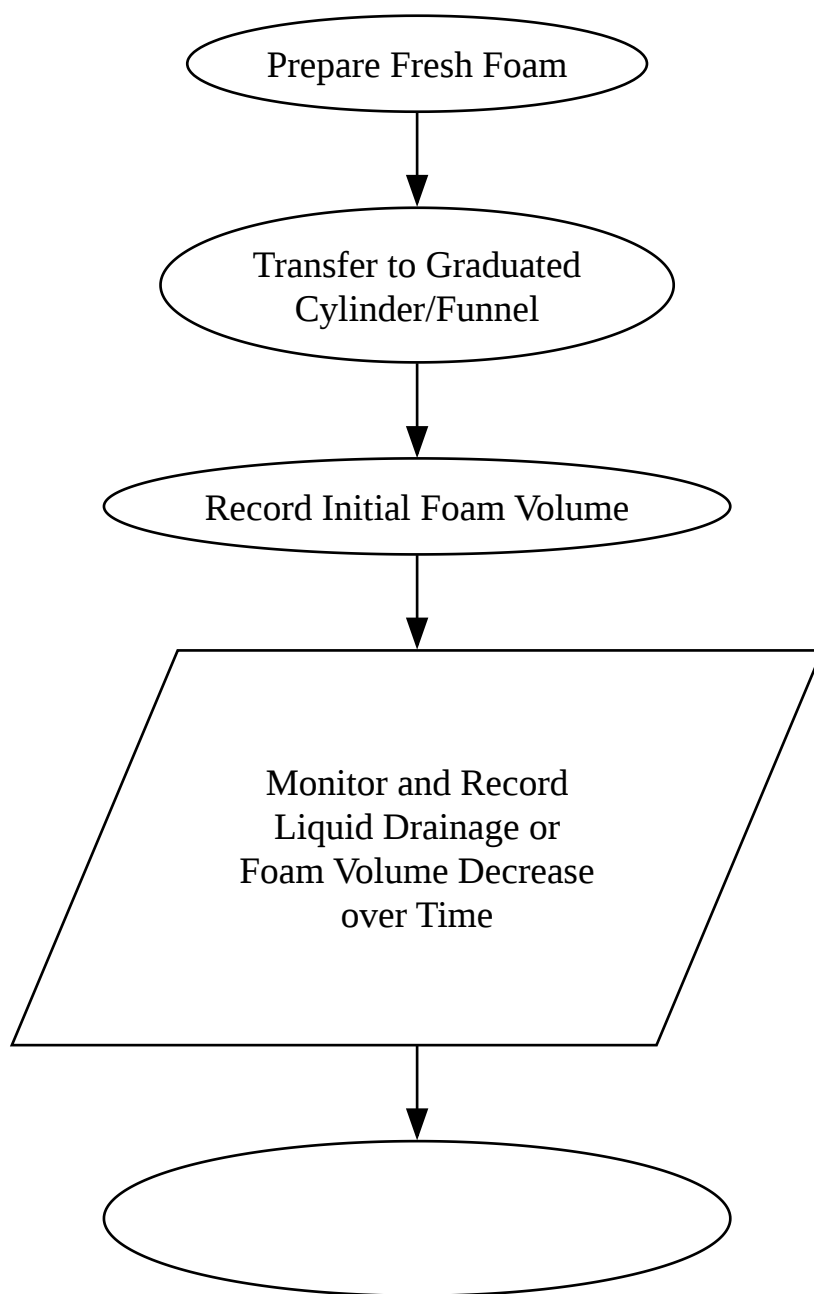 Prepare Fresh Foam
Transfer to Graduated
Cylinder/Funnel
Record Initial Foam Volume
Monitor and Record
Liquid Drainage or
Foam Volume Decrease
over Time